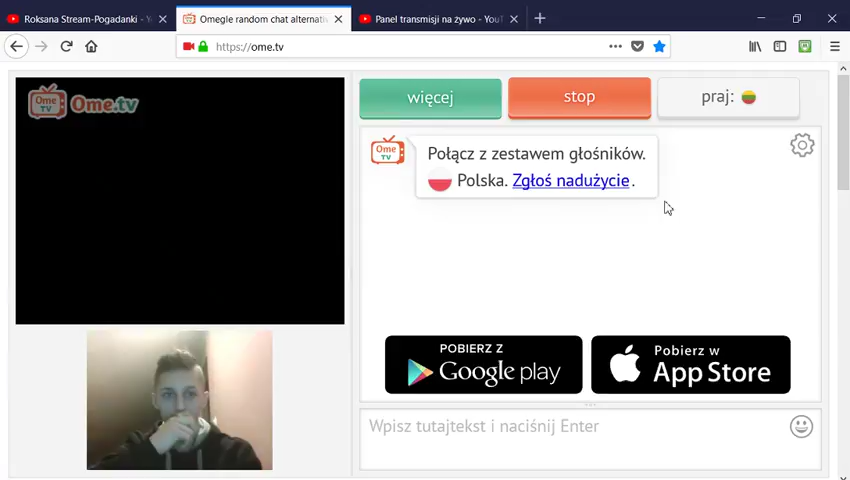 Roksana Stream-Pogadanki - Y
Omegle random chat alternativ
Panel transmisji na żywo - YouT
https://ome.tv
Ome TV Ome.tv
więcej
stop
praj:
Ome TV
Połącz z zestawem głośników.
Polska. Zgłoś nadużycie.
POBIERZ Z
Google play
Pobierz w
App Store
Wpisz tutajtekst i naciśnij Enter